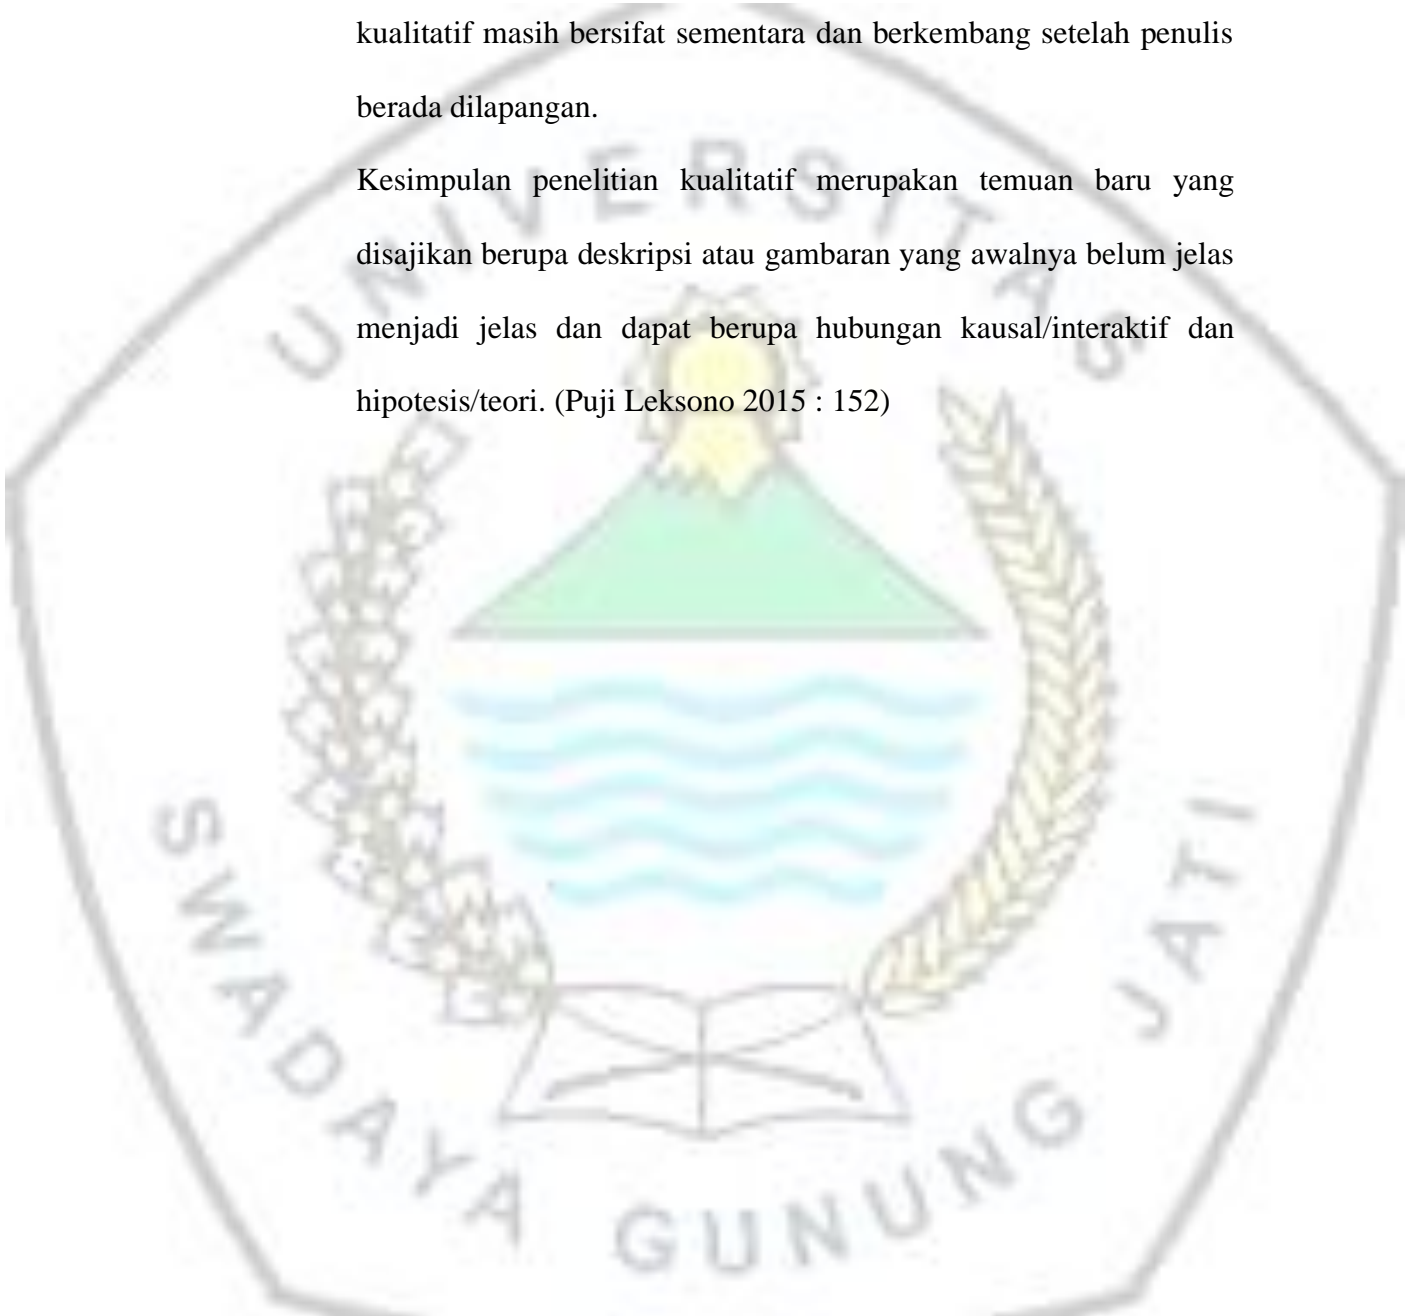 kualitatif masih bersifat sementara dan berkembang setelah penulis
berada dilapangan.
Kesimpulan penelitian kualitatif merupakan temuan baru yang
disajikan berupa deskripsi atau gambaran yang awalnya belum jelas
menjadi jelas dan dapat berupa hubungan kausal/interaktif dan
hipotesis/teori. (Puji Leksono 2015 : 152)
UNIVERSITAS
SWADAYA GUNUNG JATI